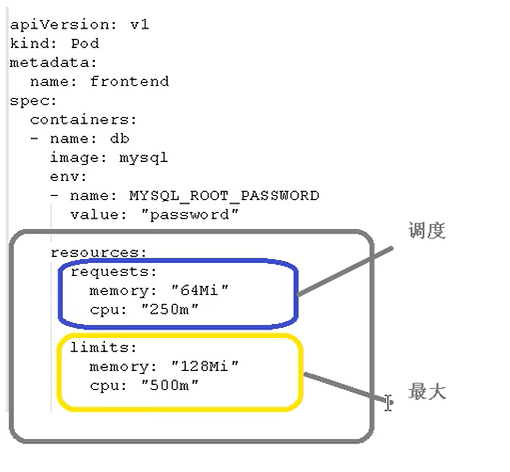 apiVersion: v1
kind: Pod
metadata:
  name: frontend
spec:
  containers:
  - name: db
    image: mysql
    env:
    - name: MYSQL_ROOT_PASSWORD
      value: "password"
    resources:
      requests:
        memory: "64Mi"
        cpu: "250m"
      limits:
        memory: "128Mi"
        cpu: "500m"
调度
最大